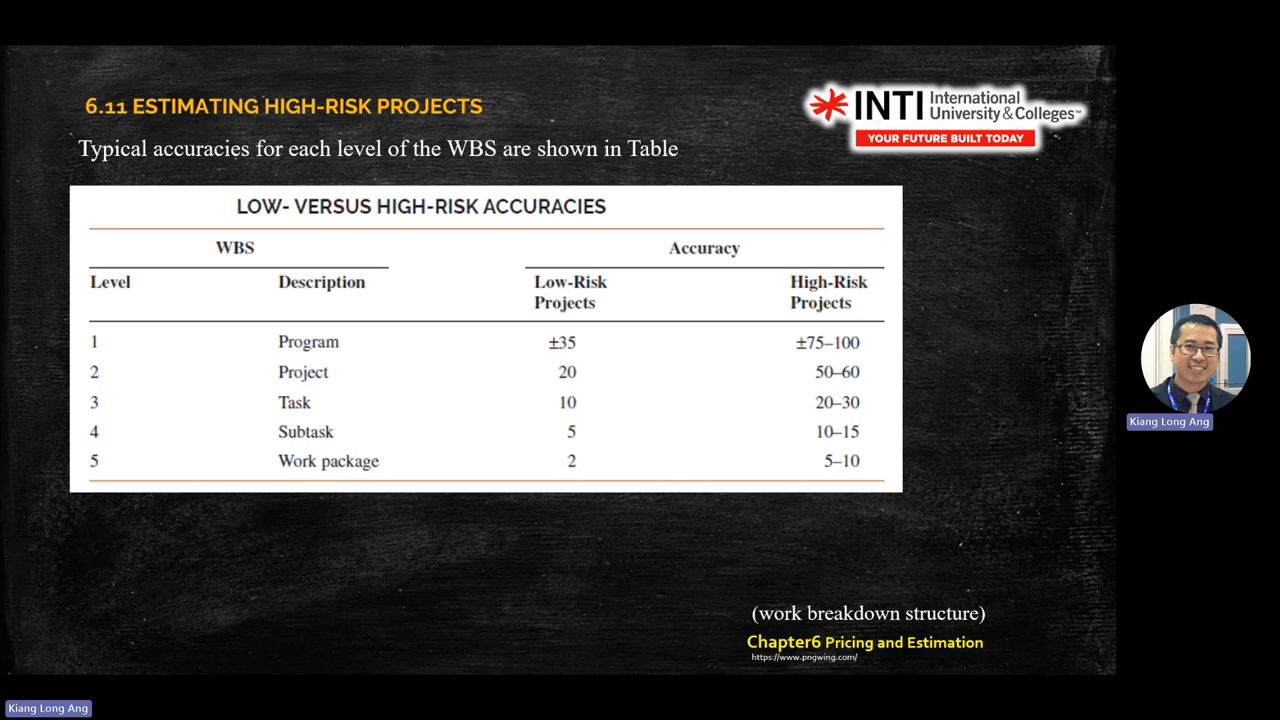 6.11 ESTIMATING HIGH-RISK PROJECTS
INTI International
University & Colleges™
YOUR FUTURE BUILT TODAY
Typical accuracies for each level of the WBS are shown in Table
LOW- VERSUS HIGH-RISK ACCURACIES
WBS Accuracy
Level Description Low-Risk Projects High-Risk Projects
1 Program ±35 ±75–100
2 Project 20 50–60
3 Task 10 20–30
4 Subtask 5 10–15
5 Work package 2 5–10
Kiang Long Ang
(work breakdown structure)
Chapter6 Pricing and Estimation
https://www.pngwing.com/
Kiang Long Ang